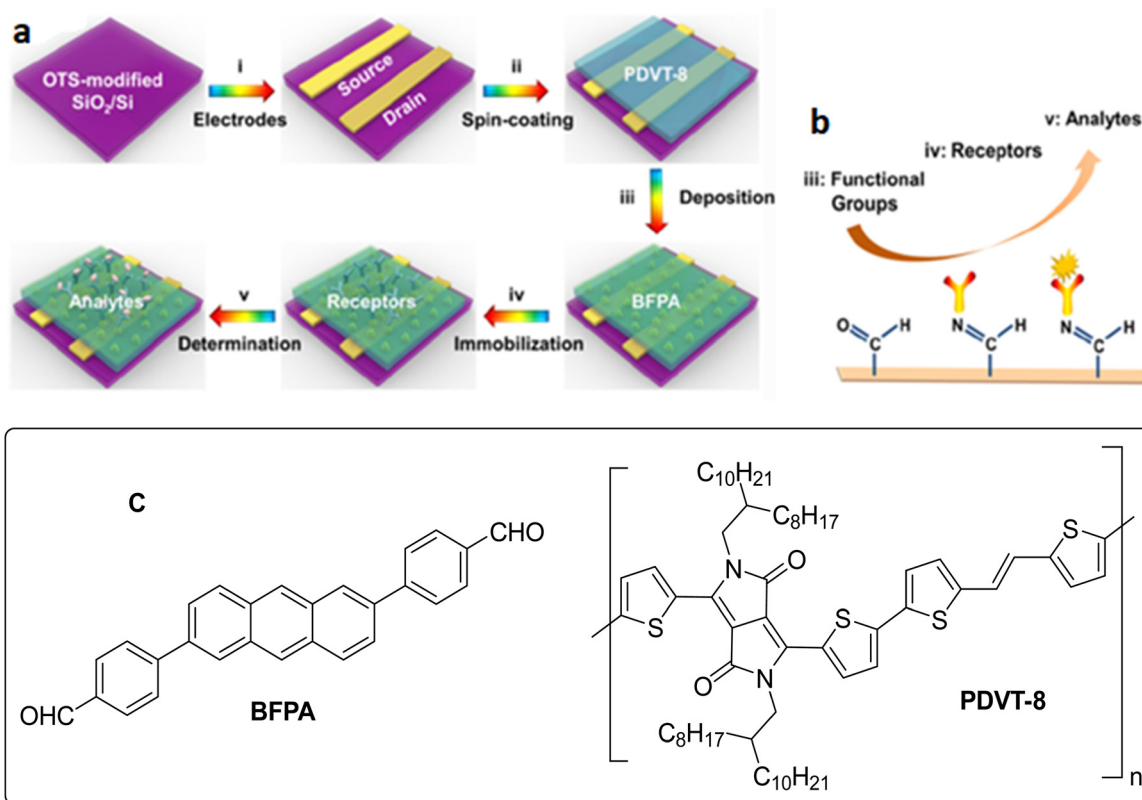 a
OTS-modified
SiO₂/Si
i
Electrodes
Source
Drain
ii
Spin-coating
PDVT-8
iii
Deposition
BFPA
iv
Immobilization
Receptors
v
Determination
Analytes
b
v: Analytes
iv: Receptors
iii: Functional
Groups
O
C
H
N
C
H
N
C
H
C
CHO
OHC
BFPA
C₁₀H₂₁
C₈H₁₇
N
O
S
S
S
S
O
N
C₈H₁₇
C₁₀H₂₁
PDVT-8
n